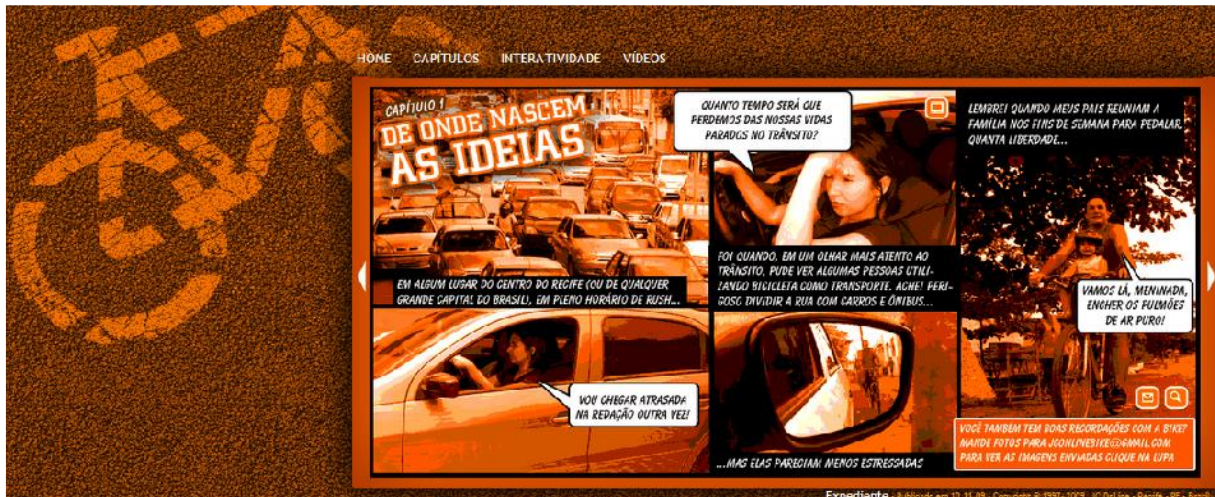 HOME CAPÍTULOS INTERATIVIDADE VÍDEOS
CAPÍTULO 1
DE ONDE NASCEM
AS IDEIAS
EM ALGUM LUGAR DO CENTRO DO RECIFE (OU DE QUALQUER
GRANDE CAPITAL DO BRASIL), EM PLENO HORÁRIO DE RUSH...
VOU CHEGAR ATRASADA
NA REDAÇÃO OUTRA VEZ!
QUANTO TEMPO SERÁ QUE
PERDEMOS DAS NOSSAS VIDAS
PARADOS NO TRÂNSITO?
FOI QUANDO, EM UM OLHAR MAIS ATENTO AO
TRÂNSITO, PUDE VER ALGUMAS PESSOAS UTILI-
ZANDO BICICLETA COMO TRANSPORTE. ACHEI PERI-
GOSO DIVIDIR A RUA COM CARROS E ÔNIBUS...
...MAS ELAS PARECIAM MENOS ESTRESSADAS
LEMBREI QUANDO MEUS PAIS REUNIAM A
FAMÍLIA NOS FINS DE SEMANA PARA PEDALAR.
QUANTA LIBERDADE...
VAMOS LÁ, MENINADA,
ENCHER OS PULMÕES
DE AR PURO!
VOCÊ TAMBÉM TEM BOAS RECORDAÇÕES COM A BIKE?
MANDE FOTOS PARA JCONLINEBIKE@GMAIL.COM
PARA VER AS IMAGENS ENVIADAS CLIQUE NA LUPA
Expediente